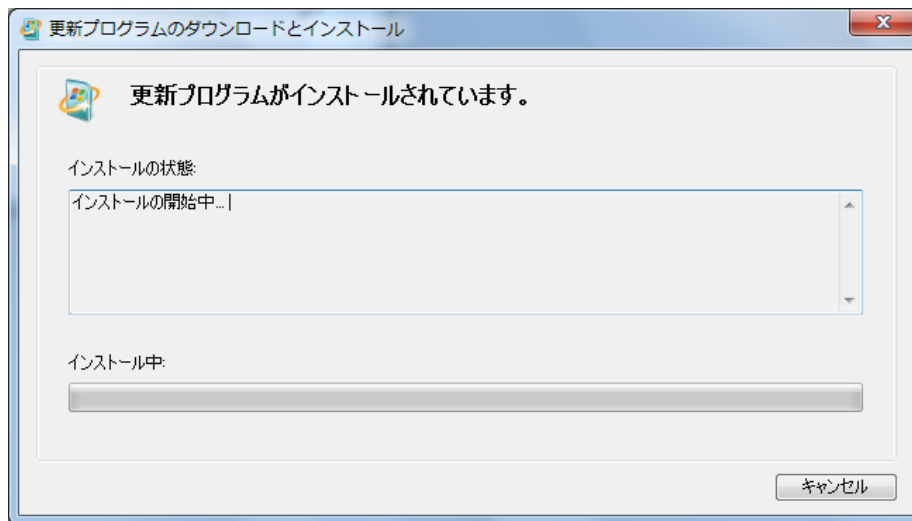 更新プログラムのダウンロードとインストール
更新プログラムがインストールされています。
インストールの状態:
インストールの開始中...
インストール中:
キャンセル